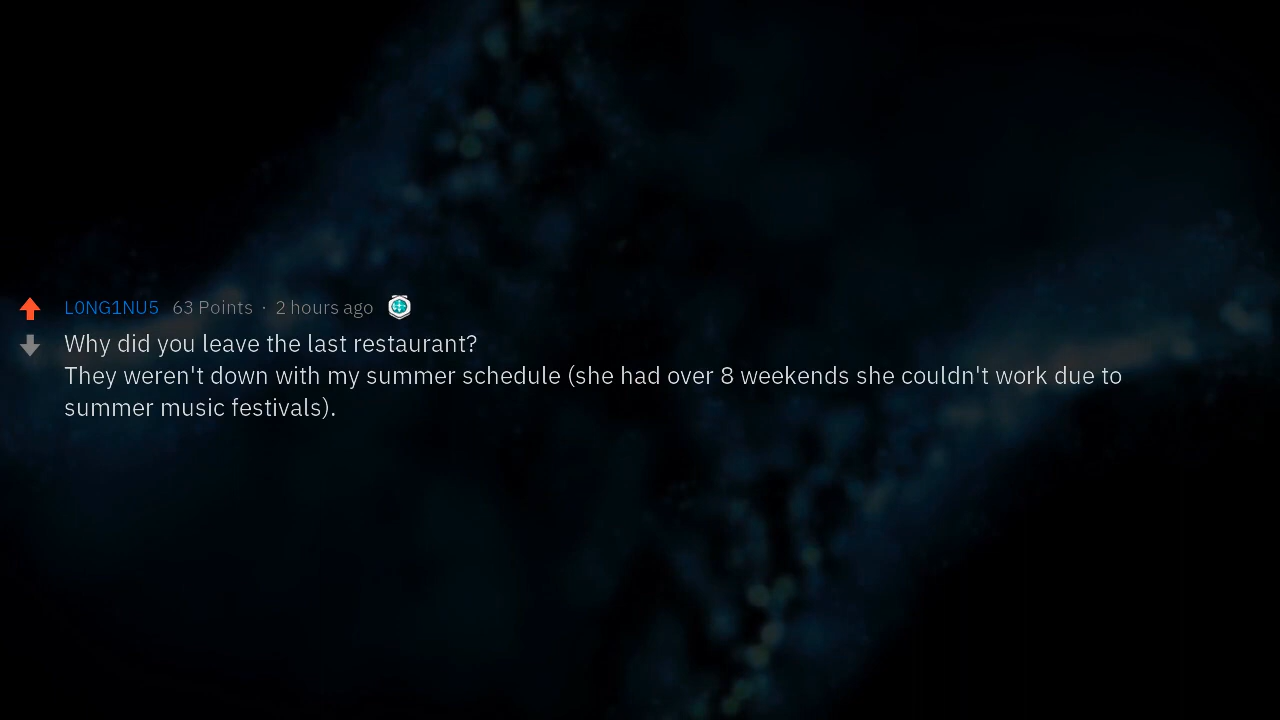 L0NG1NU5 63 Points · 2 hours ago
Why did you leave the last restaurant?
They weren't down with my summer schedule (she had over 8 weekends she couldn't work due to
summer music festivals).